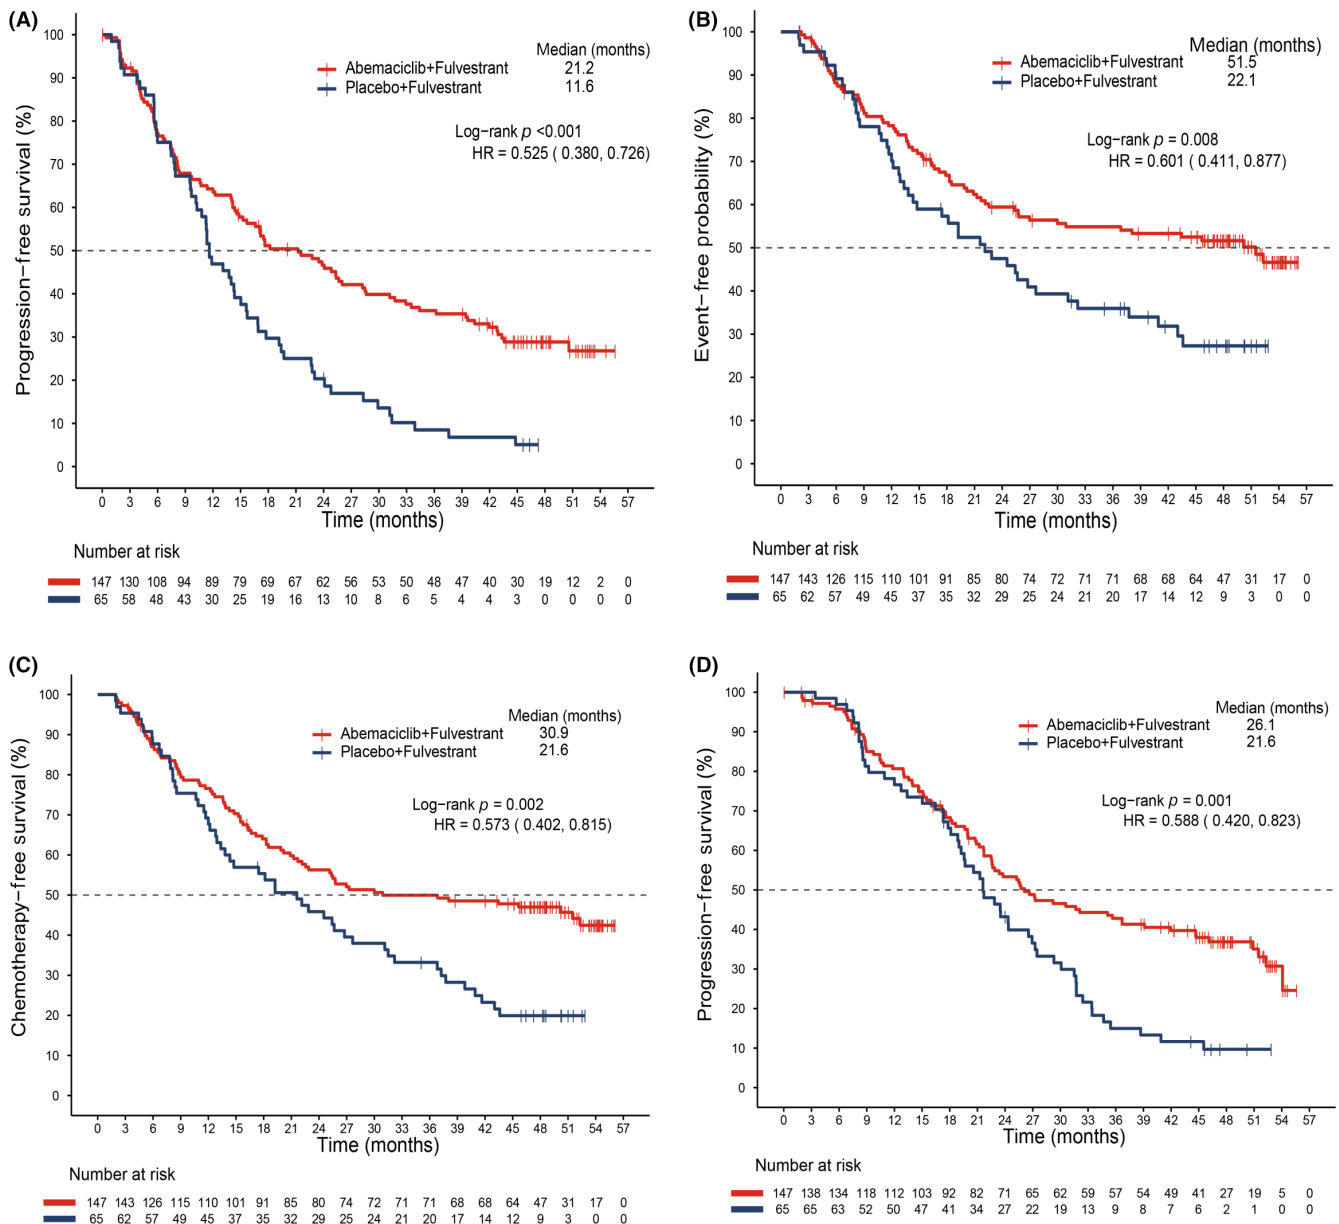 (A)
Median (months)
Abemaciclib+Fulvestrant 21.2
Placebo+Fulvestrant 11.6
Log-rank p <0.001
HR = 0.525 ( 0.380, 0.726)
Progression-free survival (%)
100
90
80
70
60
50
40
30
20
10
0
0 3 6 9 12 15 18 21 24 27 30 33 36 39 42 45 48 51 54 57
Time (months)
Number at risk
147 130 108 94 89 79 69 67 62 56 53 50 48 47 40 30 19 12 2 0
65 58 48 43 30 25 19 16 13 10 8 6 5 4 4 3 0 0 0 0
(B)
Median (months)
Abemaciclib+Fulvestrant 51.5
Placebo+Fulvestrant 22.1
Log-rank p = 0.008
HR = 0.601 ( 0.411, 0.877)
Event-free probability (%)
100
90
80
70
60
50
40
30
20
10
0
0 3 6 9 12 15 18 21 24 27 30 33 36 39 42 45 48 51 54 57
Time (months)
Number at risk
147 143 126 115 110 101 91 85 80 74 72 71 71 68 68 64 47 31 17 0
65 62 57 49 45 37 35 32 29 25 24 21 20 17 14 12 9 3 0 0
(C)
Median (months)
Abemaciclib+Fulvestrant 30.9
Placebo+Fulvestrant 21.6
Log-rank p = 0.002
HR = 0.573 ( 0.402, 0.815)
Chemotherapy-free survival (%)
100
90
80
70
60
50
40
30
20
10
0
0 3 6 9 12 15 18 21 24 27 30 33 36 39 42 45 48 51 54 57
Time (months)
Number at risk
147 143 126 115 110 101 91 85 80 74 72 71 71 68 68 64 47 31 17 0
65 62 57 49 45 37 35 32 29 25 24 21 20 17 14 12 9 3 0 0
(D)
Median (months)
Abemaciclib+Fulvestrant 26.1
Placebo+Fulvestrant 21.6
Log-rank p = 0.001
HR = 0.588 ( 0.420, 0.823)
Progression-free survival (%)
100
90
80
70
60
50
40
30
20
10
0
0 3 6 9 12 15 18 21 24 27 30 33 36 39 42 45 48 51 54 57
Time (months)
Number at risk
147 138 134 118 112 103 92 82 71 65 62 59 57 54 49 41 27 19 5 0
65 65 63 52 50 47 41 34 27 22 19 13 9 8 7 6 2 1 0 0